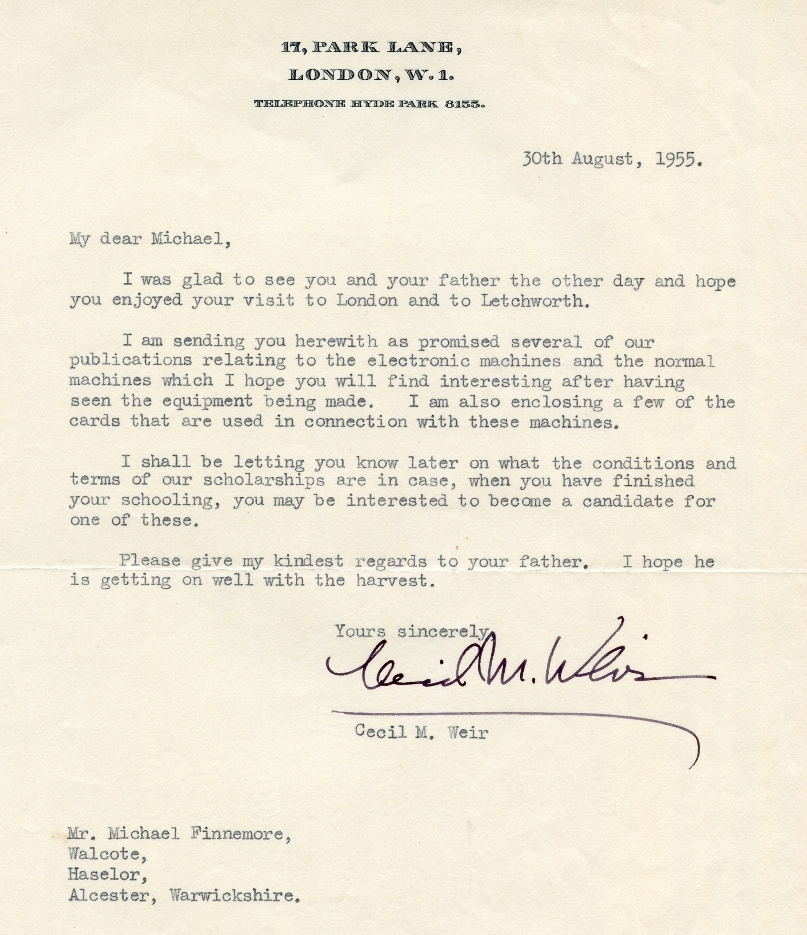 17, PARK LANE,
LONDON, W.1.
TELEPHONE HYDE PARK 8155.
30th August, 1955.
My dear Michael,
I was glad to see you and your father the other day and hope
you enjoyed your visit to London and to Letchworth.
I am sending you herewith as promised several of our
publications relating to the electronic machines and the normal
machines which I hope you will find interesting after having
seen the equipment being made. I am also enclosing a few of the
cards that are used in connection with these machines.
I shall be letting you know later on what the conditions and
terms of our scholarships are in case, when you have finished
your schooling, you may be interested to become a candidate for
one of these.
Please give my kindest regards to your father. I hope he
is getting on well with the harvest.
Yours sincerely,
Cecil M. Weir
Cecil M. Weir
Mr. Michael Finnemore,
Walcote,
Haselor,
Alcester, Warwickshire.